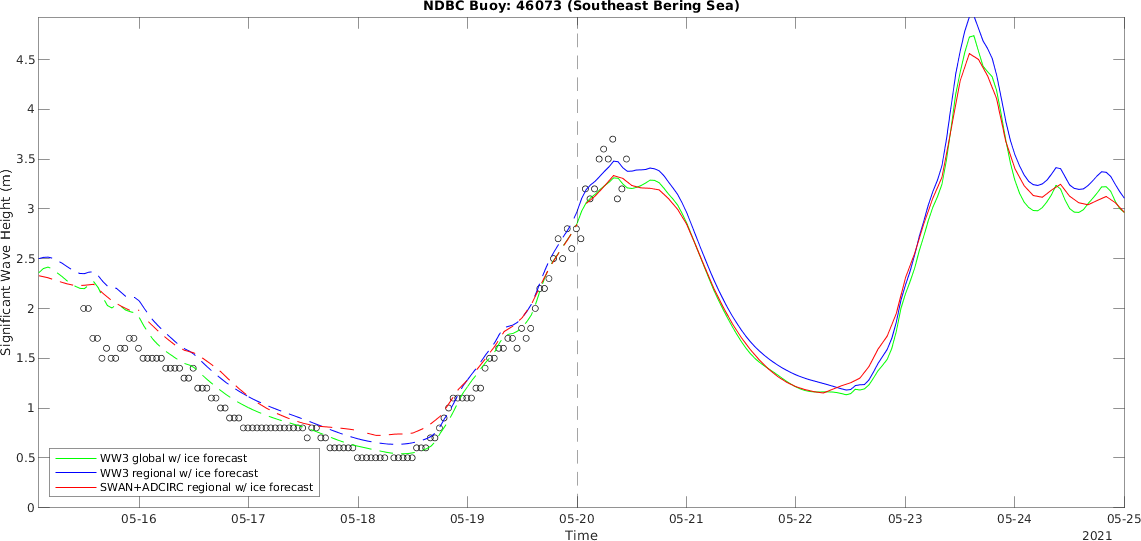 NDBC Buoy: 46073 (Southeast Bering Sea)
Significant Wave Height (m)
4.5
4
3.5
3
2.5
2
1.5
1
0.5
0
WW3 global w/ ice forecast
WW3 regional w/ ice forecast
SWAN+ADCIRC regional w/ ice forecast
05-16 05-17 05-18 05-19 05-20 05-21 05-22 05-23 05-24 05-25
Time
2021